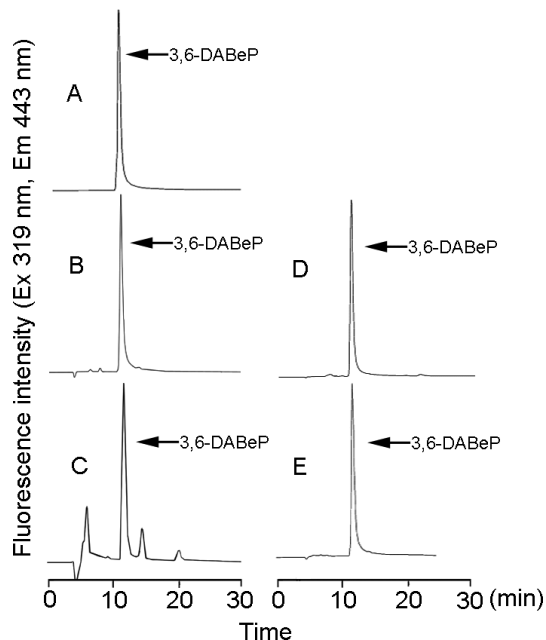 Fluorescence intensity (Ex 319 nm, Em 443 nm)
A
3,6-DABeP
B
3,6-DABeP
C
3,6-DABeP
D
3,6-DABeP
E
3,6-DABeP
0 10 20 30
0 10 20 30 (min)
Time